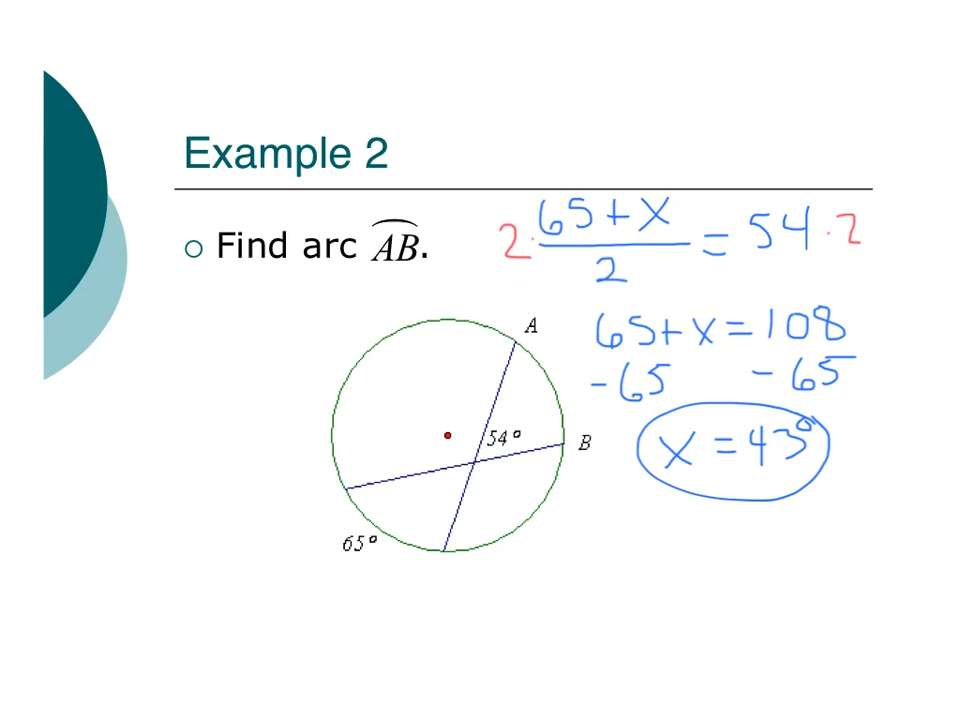 Example 2
Find arc AB.
2 · 65 + x / 2 = 54 · 2
65 + x = 108
- 65 - 65
x = 43°
A
54°
B
65°